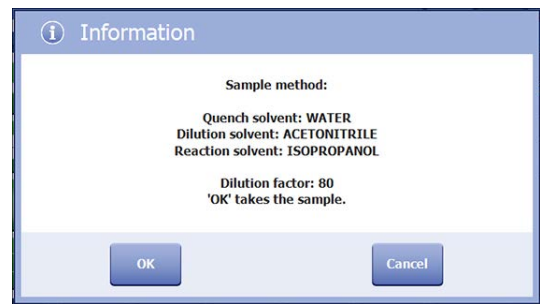 Information
Sample method:
Quench solvent: WATER
Dilution solvent: ACETONITRILE
Reaction solvent: ISOPROPANOL
Dilution factor: 80
'OK' takes the sample.
OK
Cancel